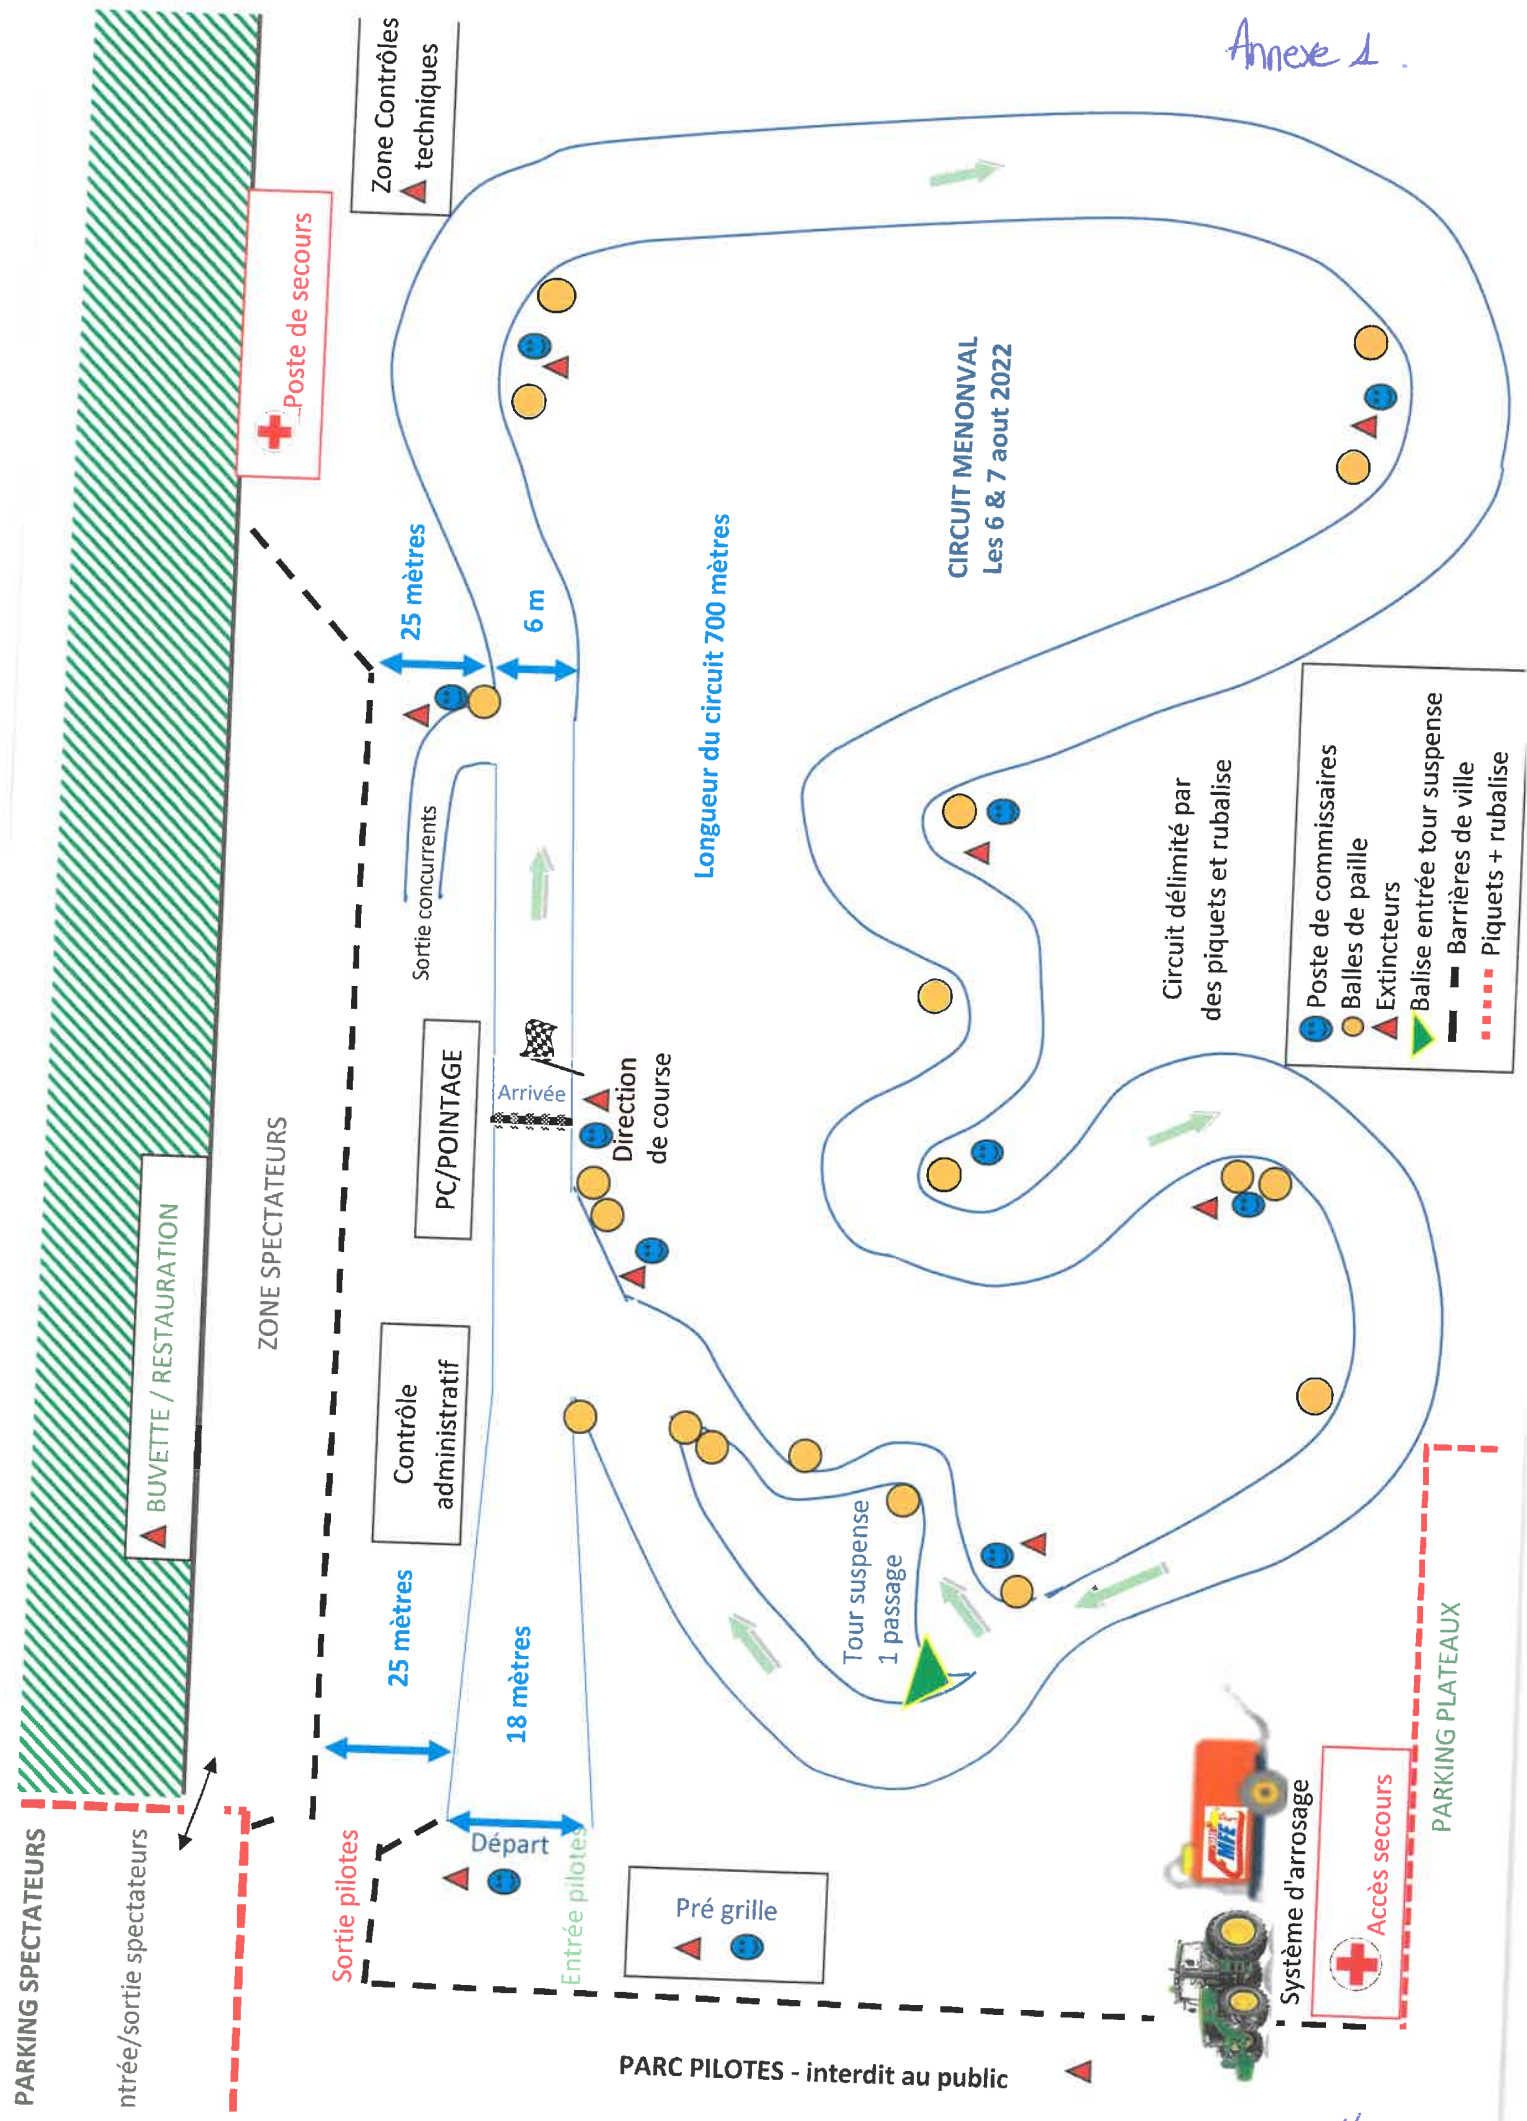 Annexe 1.
PARKING SPECTATEURS
ntrée/sortie spectateurs
BUVETTE / RESTAURATION
ZONE SPECTATEURS
Poste de secours
Zone Contrôles
techniques
Sortie pilotes
25 mètres
Contrôle
administratif
PC/POINTAGE
Sortie concurrents
25 mètres
6 m
Départ
18 mètres
Entrée pilotes
Arrivée
Direction
de course
Pré grille
Longueur du circuit 700 mètres
Tour suspense
1 passage
CIRCUIT MENONVAL
Les 6 & 7 aout 2022
PARC PILOTES - interdit au public
Circuit délimité par
des piquets et rubalise
MFE
Système d'arrosage
Accès secours
PARKING PLATEAUX
Poste de commissaires
Balles de paille
Extincteurs
Balise entrée tour suspense
Barrières de ville
Piquets + rubalise